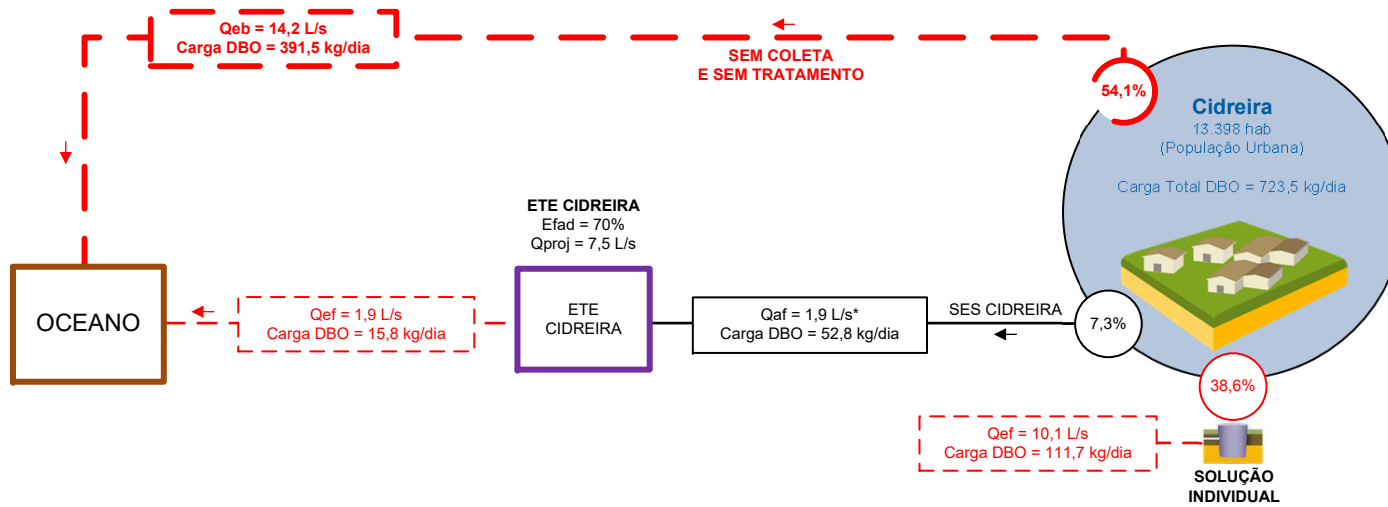 Qeb = 14,2 L/s
Carga DBO = 391,5 kg/dia
SEM COLETA
E SEM TRATAMENTO
54,1%
Cidreira
13.398 hab
(População Urbana)
Carga Total DBO = 723,5 kg/dia
ETE CIDREIRA
Efad = 70%
Qproj = 7,5 L/s
OCEANO
Qef = 1,9 L/s
Carga DBO = 15,8 kg/dia
ETE
CIDREIRA
Qaf = 1,9 L/s*
Carga DBO = 52,8 kg/dia
SES CIDREIRA
7,3%
38,6%
Qef = 10,1 L/s
Carga DBO = 111,7 kg/dia
SOLUÇÃO
INDIVIDUAL